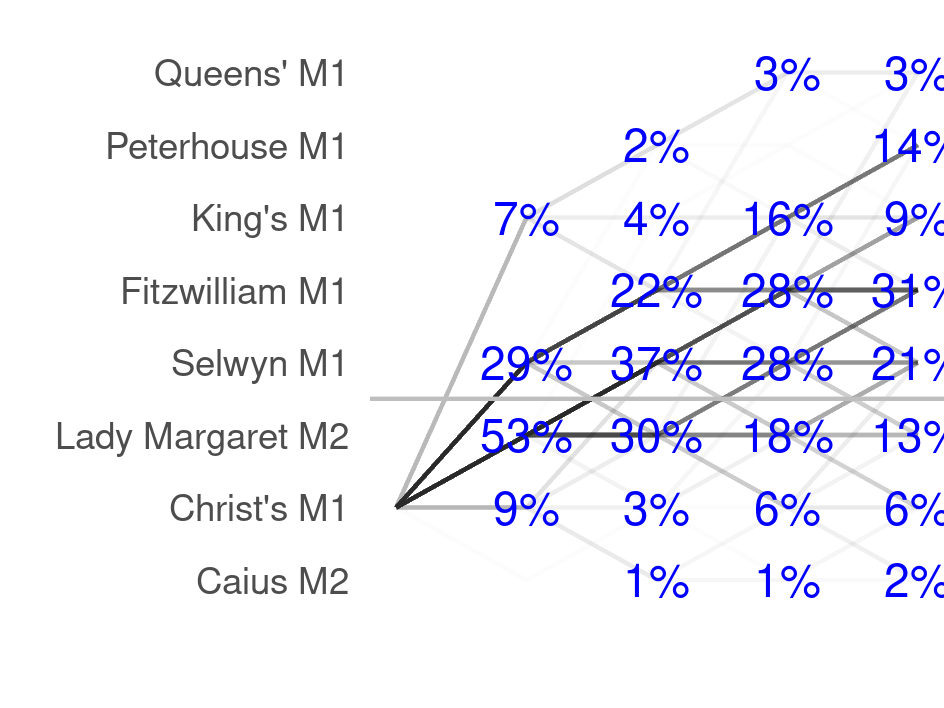 Queens' M1 3% 3%
Peterhouse M1 2% 14%
King's M1 7% 4% 16% 9%
Fitzwilliam M1 22% 28% 31%
Selwyn M1 29% 37% 28% 21%
Lady Margaret M2 53% 30% 18% 13%
Christ's M1 9% 3% 6% 6%
Caius M2 1% 1% 2%